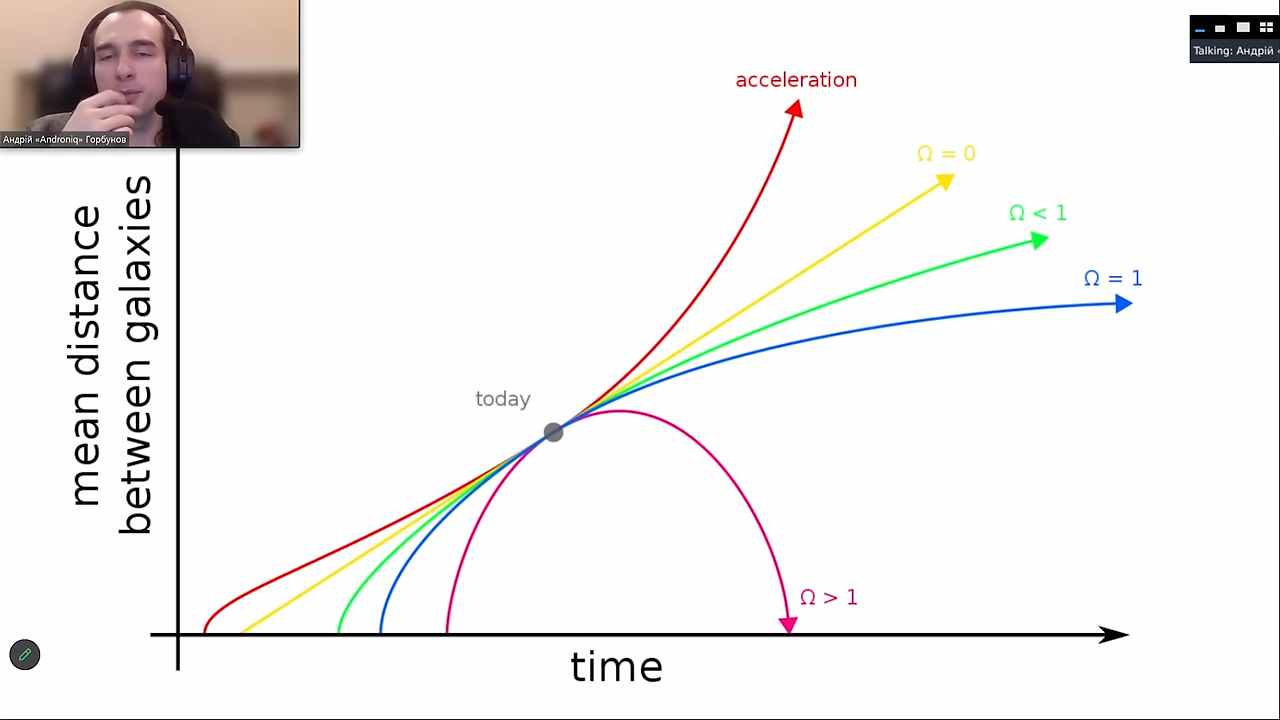 Андрій «Androniq» Горбунов
Talking: Андрій «
acceleration
Ω = 0
Ω < 1
Ω = 1
today
Ω > 1
mean distance
between galaxies
time